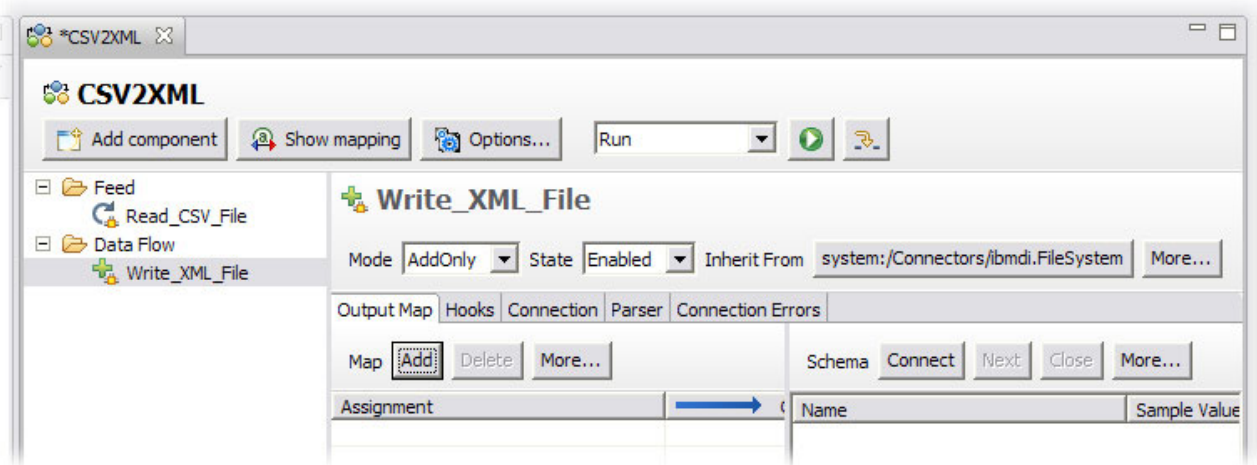 *CSV2XML
CSV2XML
Add component Show mapping Options... Run
Feed
Read_CSV_File
Data Flow
Write_XML_File
Write_XML_File
Mode AddOnly State Enabled Inherit From system:/Connectors/ibmdi.FileSystem More...
Output Map Hooks Connection Parser Connection Errors
Map Add Delete More...
Schema Connect Next Close More...
Assignment
Name Sample Value